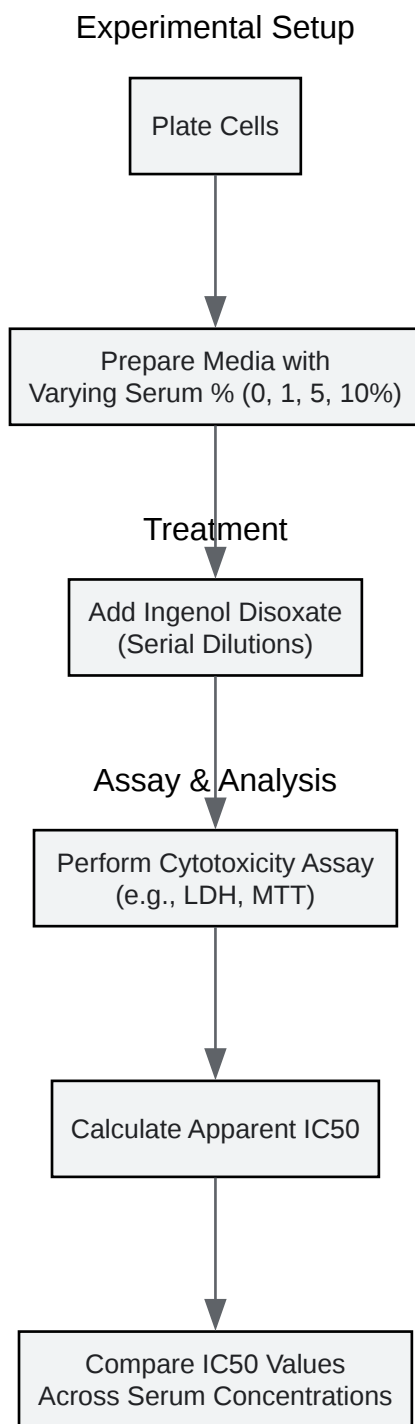 Experimental Setup
Plate Cells
Prepare Media with
Varying Serum % (0, 1, 5, 10%)
Treatment
Add Ingenol Disoxate
(Serial Dilutions)
Assay & Analysis
Perform Cytotoxicity Assay
(e.g., LDH, MTT)
Calculate Apparent IC50
Compare IC50 Values
Across Serum Concentrations